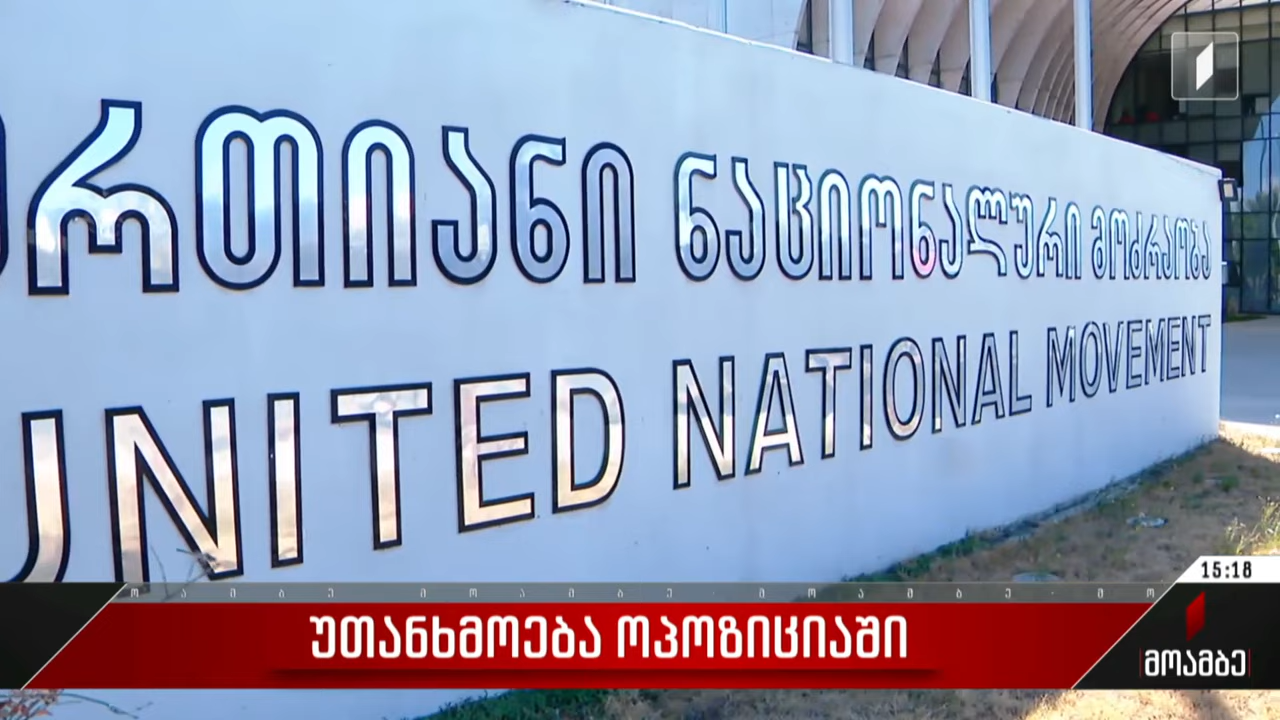 ერთიანი ნაციონალური მოძრაობა
UNITED NATIONAL MOVEMENT
15:18
ო ა მ ბ ე · მ ო ა მ ბ ე · მ ო ა მ ბ ე · მ ო
უთანხმოება ოპოზიციაში
მოამბე